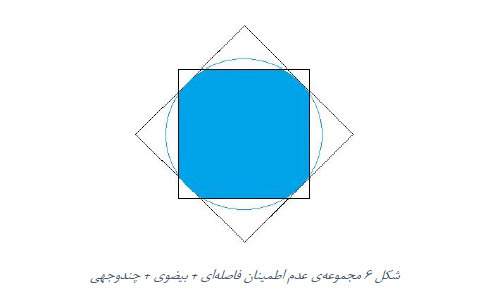 شکل ۶ مجموعه‌ی عدم اطمینان فاصله‌ای + بیضوی + چندوجهی